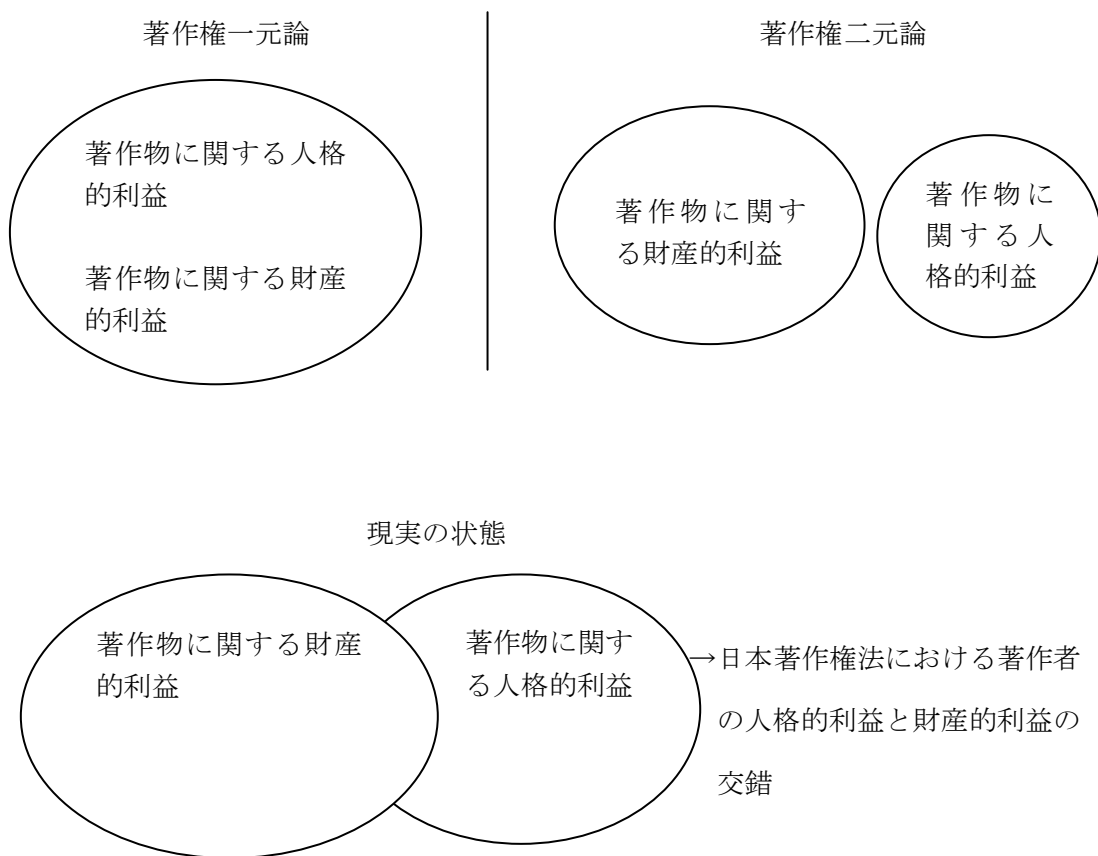 著作権一元論
著作物に関する人格
的利益
著作物に関する財産
的利益
著作権二元論
著作物に関す
る財産的利益
著作物に
関する人
格的利益
現実の状態
著作物に関する財産
的利益
著作物に関す
る人格的利益
→日本著作権法における著作者
の人格的利益と財産的利益の
交錯